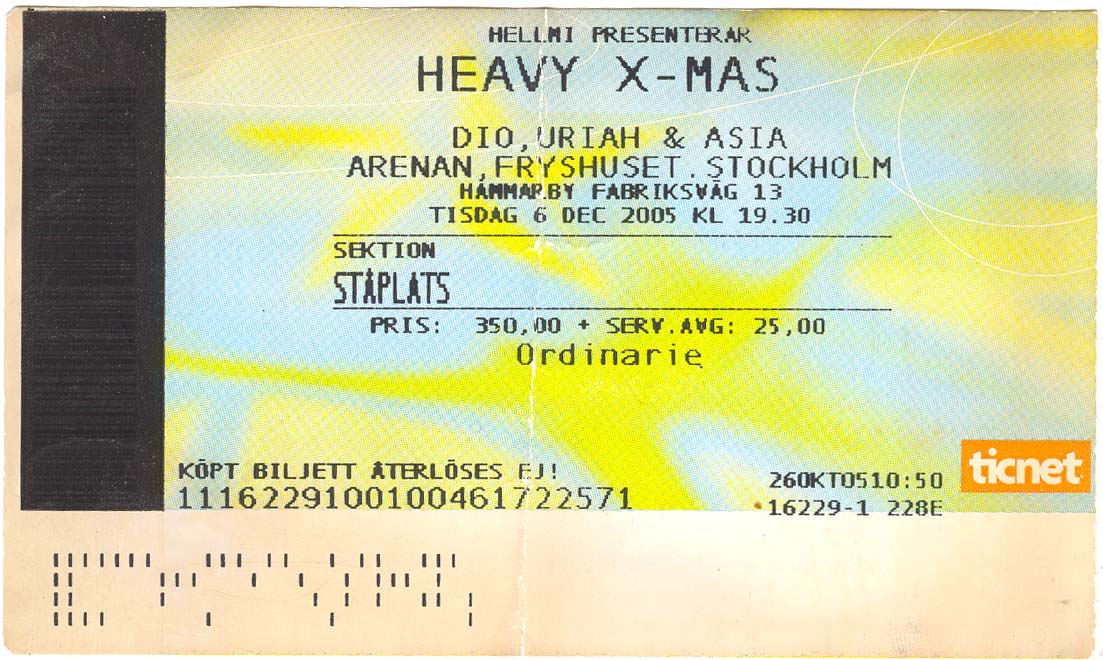 HELLMI PRESENTERAR
HEAVY X-MAS
DIO,URIAH & ASIA
ARENAN,FRYSHUSET.STOCKHOLM
HAMMARBY FABRIKSVÄG 13
TISDAG 6 DEC 2005 KL 19.30
SEKTION
STÅPLATS
PRIS: 350,00 + SERV.AVG: 25,00
Ordinarie
KÖPT BILJETT ÅTERLÖSES EJ!
1116229100100461722571
26OKT0510:50
16229-1 228E
ticnet